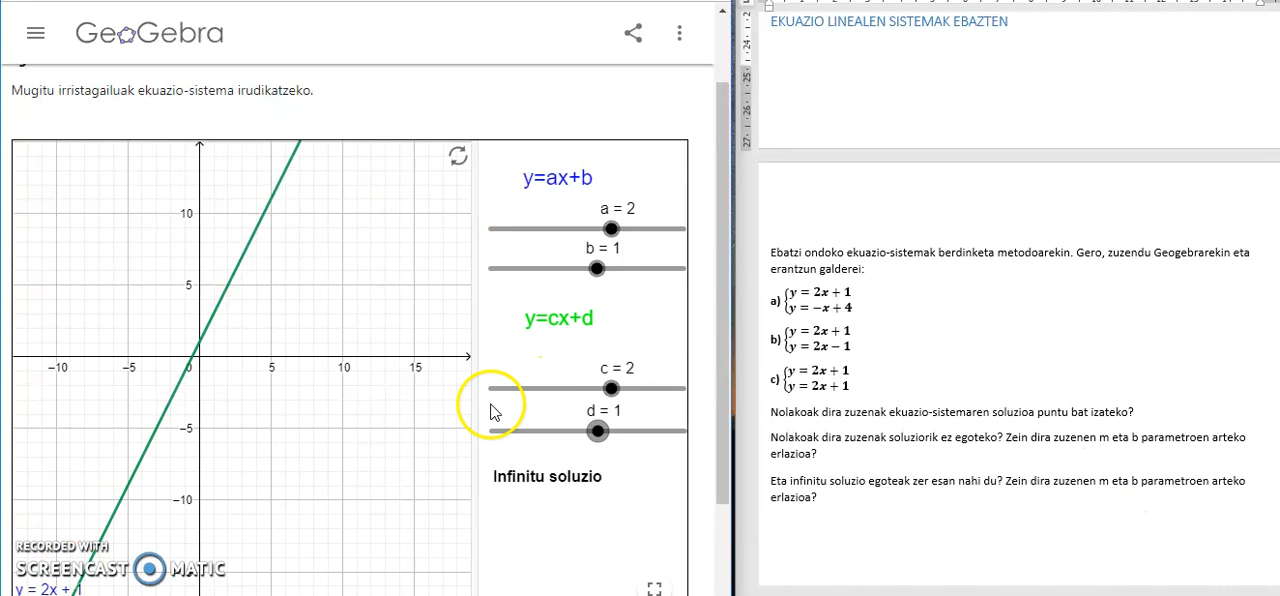 GeoGebra
Mugitu irristagailuak ekuazio-sistema irudikatzeko.
10
5
−10
−5
0
5
10
15
−5
−10
y = 2x + 1
y=ax+b
a = 2
b = 1
y=cx+d
c = 2
d = 1
Infinitu soluzio
RECORDED WITH
SCREENCAST MATIC
EKUAZIO LINEALEN SISTEMAK EBAZTEN
Ebatzi ondoko ekuazio-sistemak berdinketa metodoarekin. Gero, zuzendu Geogebrarekin eta
erantzun galderei:
a) {y = 2x + 1
y = −x + 4
b) {y = 2x + 1
y = 2x − 1
c) {y = 2x + 1
y = 2x + 1
Nolakoak dira zuzenak ekuazio-sistemaren soluzioa puntu bat izateko?
Nolakoak dira zuzenak soluziorik ez egoteko? Zein dira zuzenen m eta b parametroen arteko
erlazioa?
Eta infinitu soluzio egoteak zer esan nahi du? Zein dira zuzenen m eta b parametroen arteko
erlazioa?